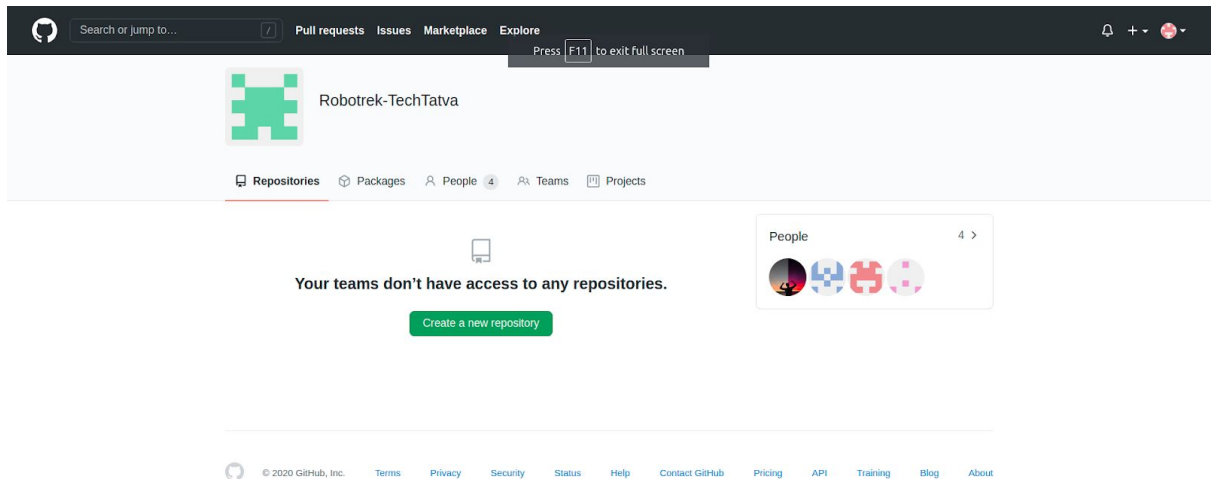 Search or jump to... / Pull requests Issues Marketplace Explore
Press F11 to exit full screen
Robotrek-TechTatva
Repositories Packages People 4 Teams Projects
People 4
Your teams don't have access to any repositories.
Create a new repository
© 2020 GitHub, Inc. Terms Privacy Security Status Help Contact GitHub Pricing API Training Blog About